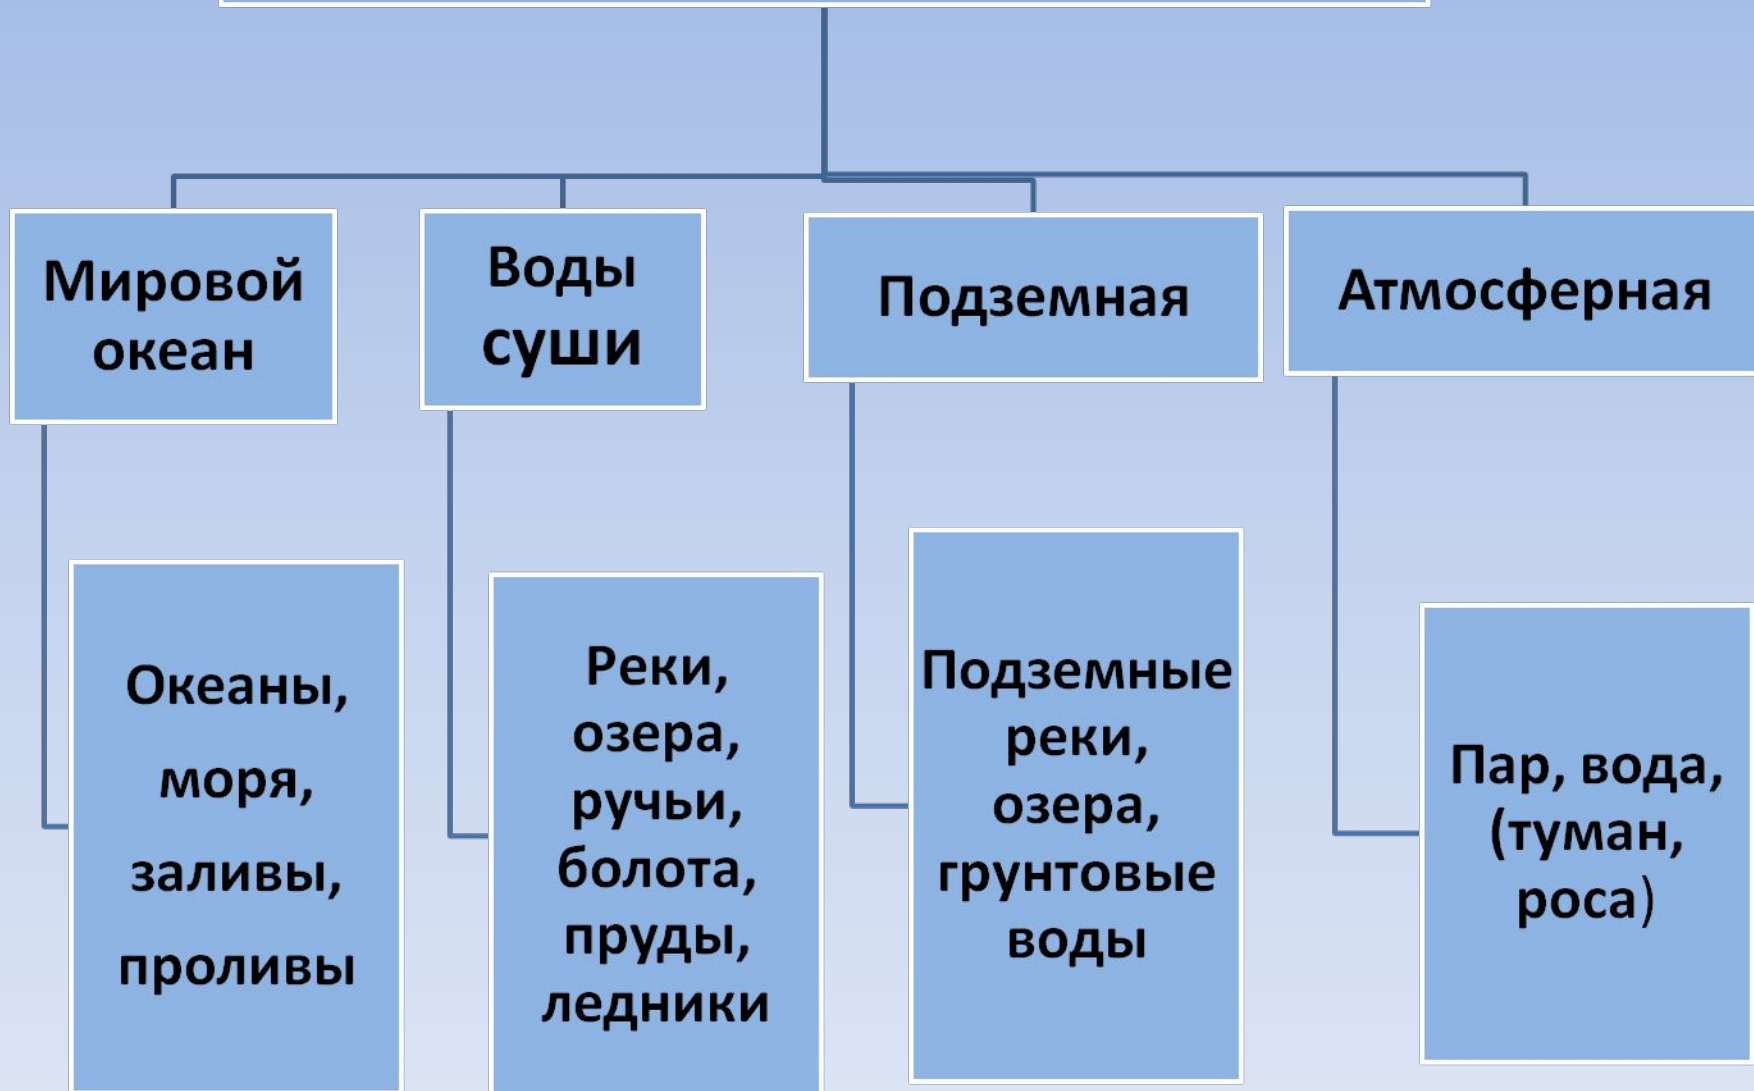 Мировой
океан
Воды
суши
Подземная
Атмосферная
Океаны,
моря,
заливы,
проливы
Реки,
озера,
ручьи,
болота,
пруды,
ледники
Подземные
реки,
озера,
грунтовые
воды
Пар, вода,
(туман,
роса)